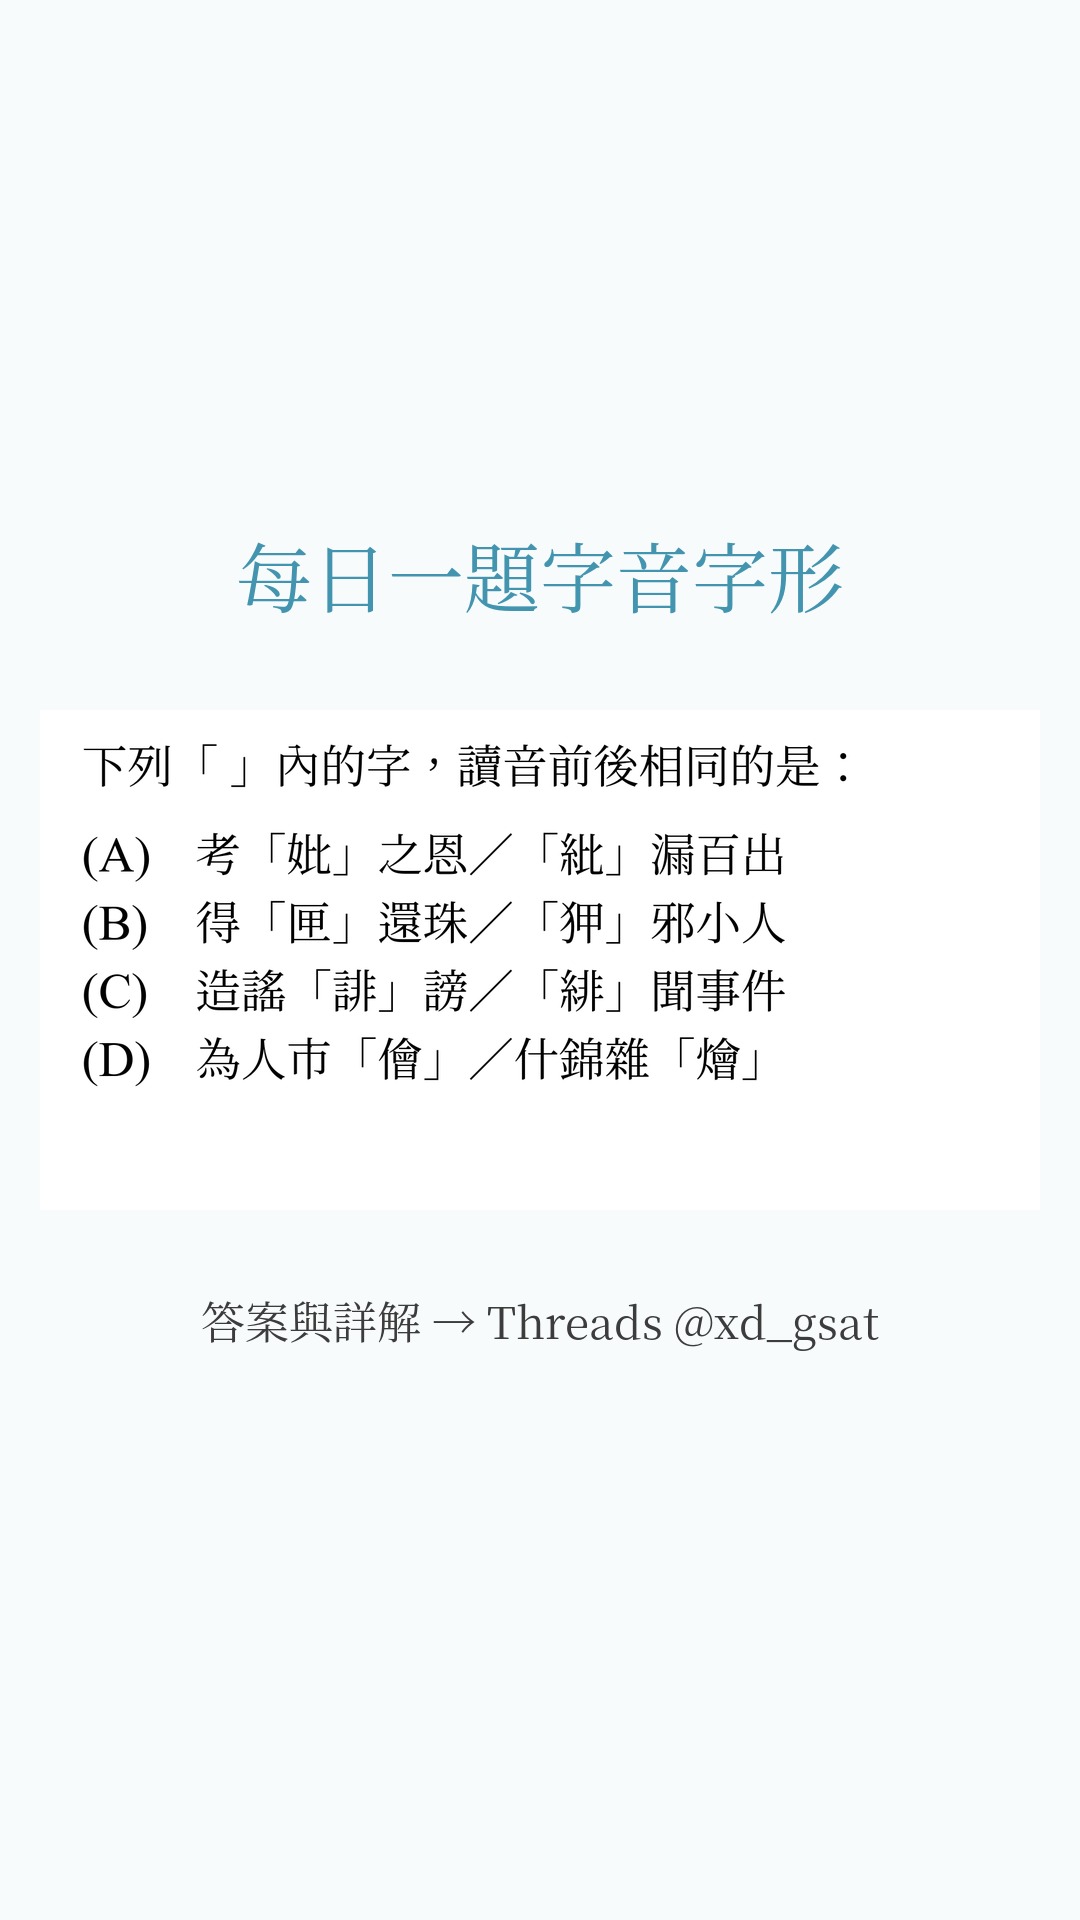 每日一題字音字形
下列「 」內的字，讀音前後相同的是：
(A) 考「妣」之恩／「紕」漏百出
(B) 得「匣」還珠／「狎」邪小人
(C) 造謠「誹」謗／「緋」聞事件
(D) 為人市「儈」／什錦雜「燴」
答案與詳解 → Threads @xd_gsat